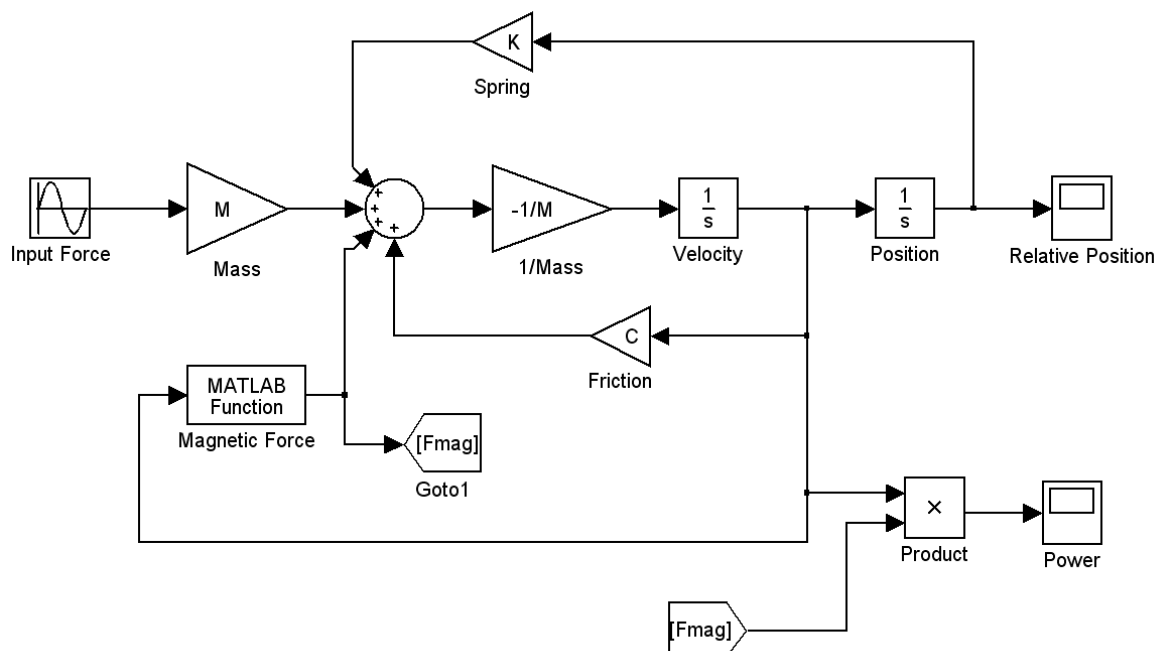 K
Spring
Input Force
M
Mass
+
+
+
+
-1/M
1/Mass
1
s
Velocity
1
s
Position
Relative Position
C
Friction
MATLAB
Function
Magnetic Force
[Fmag]
Goto1
×
Product
Power
[Fmag]